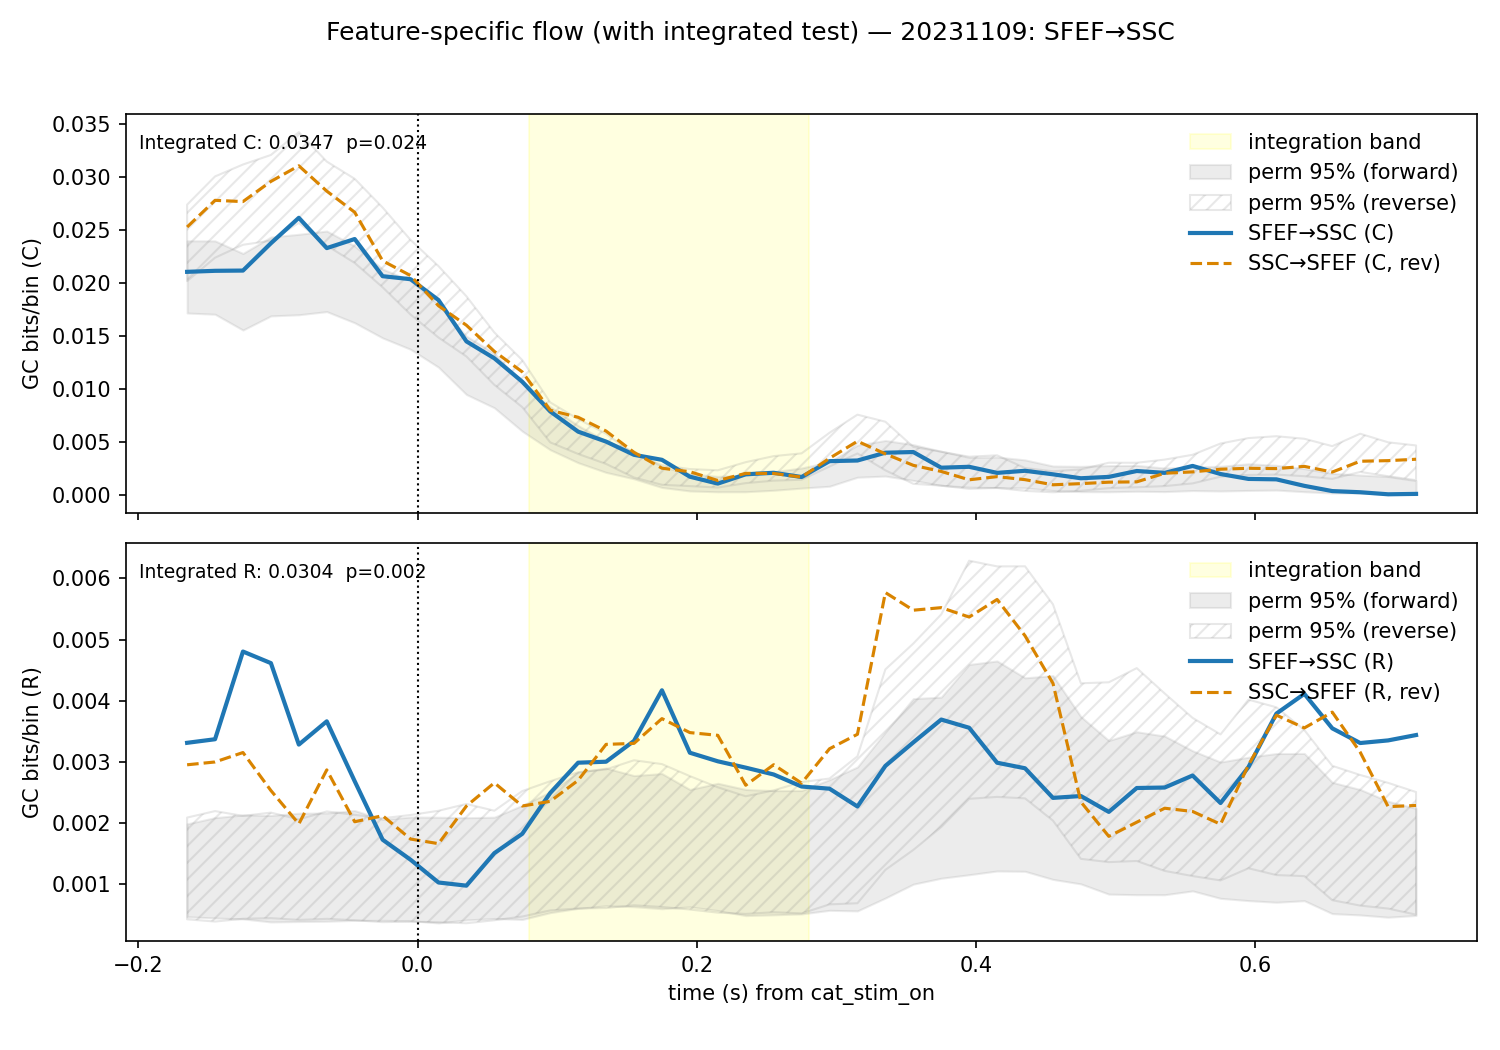 Feature-specific flow (with integrated test) — 20231109: SFEF→SSC
Integrated C: 0.0347  p=0.024
integration band
perm 95% (forward)
perm 95% (reverse)
SFEF→SSC (C)
SSC→SFEF (C, rev)
GC bits/bin (C)
0.035
0.030
0.025
0.020
0.015
0.010
0.005
0.000
Integrated R: 0.0304  p=0.002
integration band
perm 95% (forward)
perm 95% (reverse)
SFEF→SSC (R)
SSC→SFEF (R, rev)
GC bits/bin (R)
0.006
0.005
0.004
0.003
0.002
0.001
−0.2 0.0 0.2 0.4 0.6
time (s) from cat_stim_on